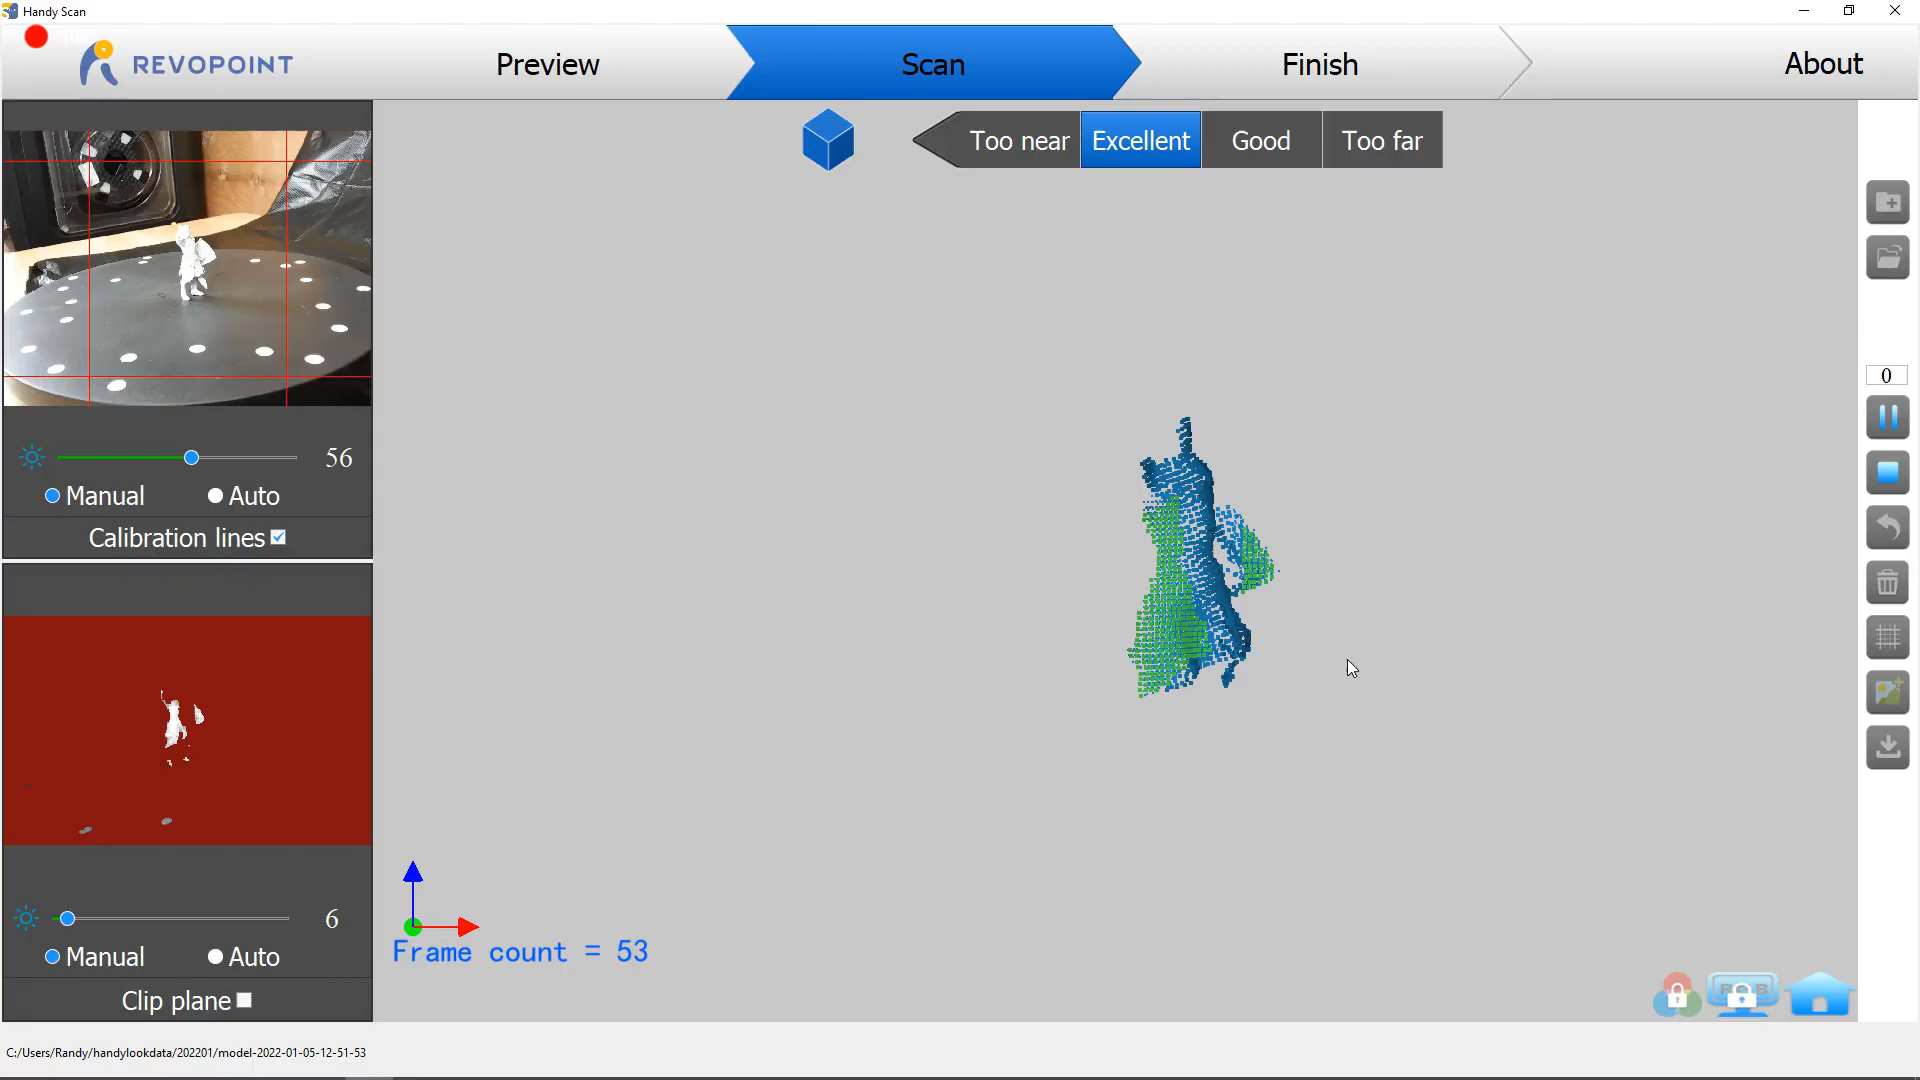 Handy Scan
REVOPOINT
Preview
Scan
Finish
About
Too near
Excellent
Good
Too far
56
Manual
Auto
Calibration lines
0
6
Manual
Auto
Clip plane
Frame count = 53
C:/Users/Randy/handylookdata/202201/model-2022-01-05-12-51-53